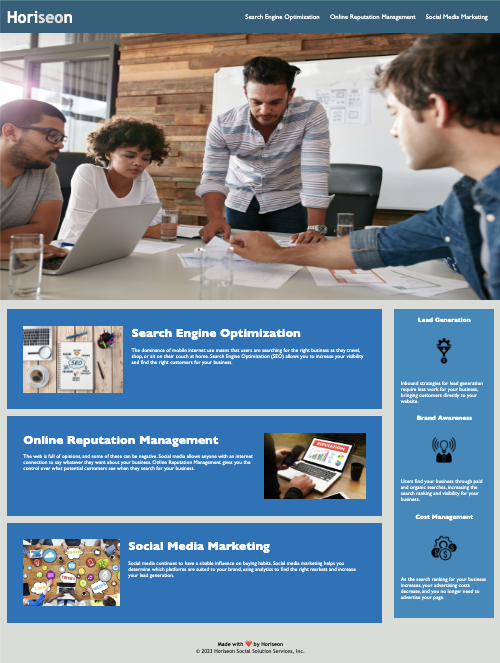 Horiseon
Search Engine Optimization
Online Reputation Management
Social Media Marketing
Search Engine Optimization
The dominance of mobile internet use means that users are searching for the right business as they travel,
shop, or sit on their couch at home. Search Engine Optimization (SEO) allows you to increase your visibility
and find the right customers for your business.
SEO
Online Reputation Management
The web is full of opinions, and some of these can be negative. Social media allows anyone with an internet
connection to say whatever they want about your business. Online Reputation Management gives you the
control over what potential customers see when they search for your business.
REPUTATION
Social Media Marketing
Social media continues to have a sizable influence on buying habits. Social media marketing helps you
determine which platforms are suited to your brand, using analytics to find the right markets and increase
your lead generation.
Lead Generation
Inbound strategies for lead generation
require less work for your business,
bringing customers directly to your
website.
Brand Awareness
Users find your business through paid
and organic searches, increasing the
search ranking and visibility for your
business.
Cost Management
As the search ranking for your business
increases, your advertising costs
decrease, and you no longer need to
advertise your page.
Made with ❤️ by Horiseon
© 2023 Horiseon Social Solution Services, Inc.